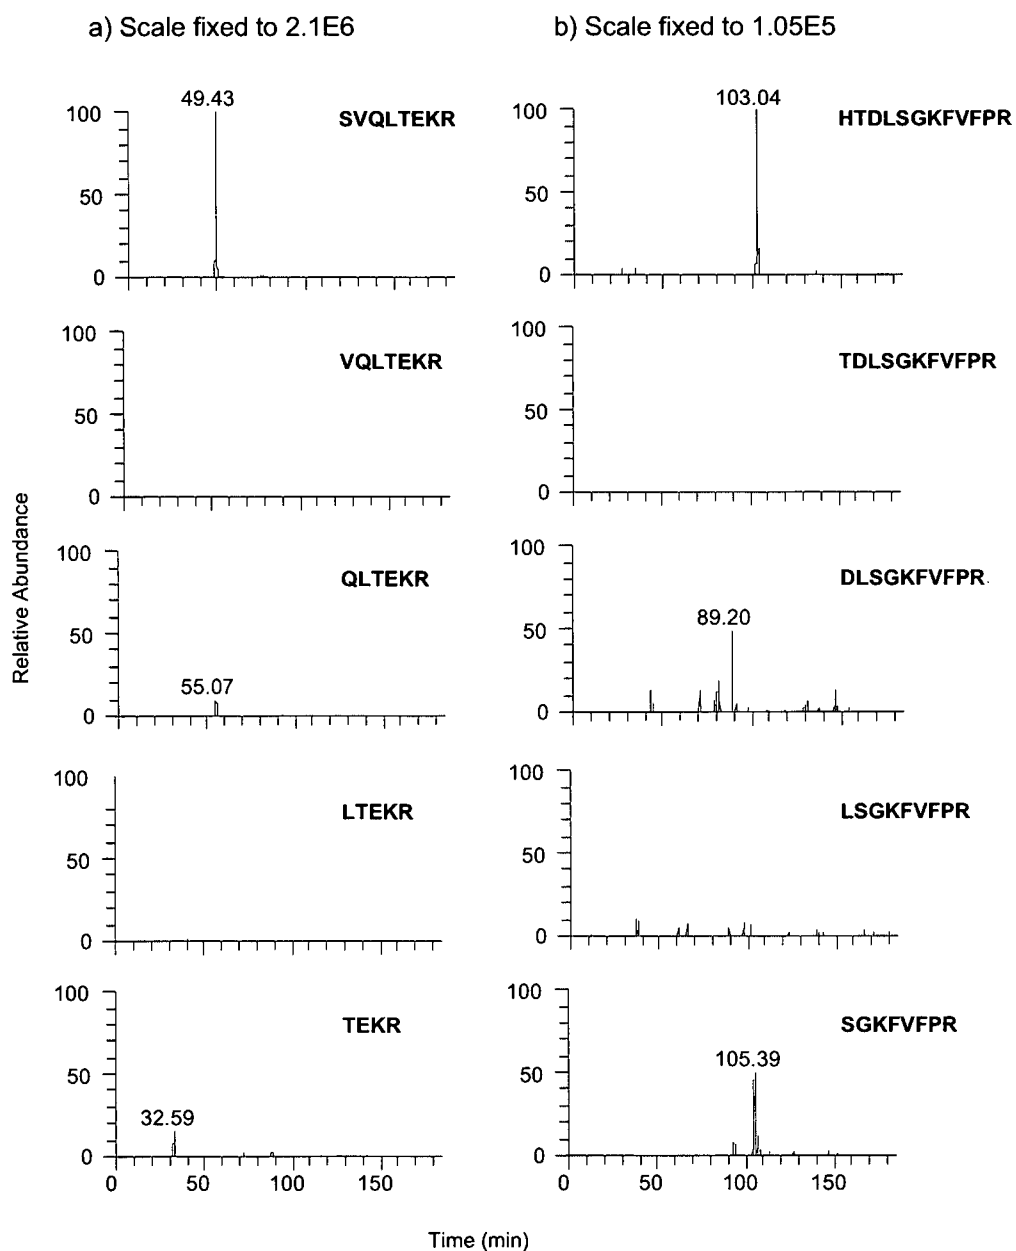 a) Scale fixed to 2.1E6
b) Scale fixed to 1.05E5
49.43
100
50
0
SVQLTEKR
103.04
100
50
0
HTDLSGKFVFPR
100
50
0
VQLTEKR
100
50
0
TDLSGKFVFPR
Relative Abundance
100
50
0
QLTEKR
55.07
100
50
0
DLSGKFVFPR
89.20
100
50
0
LTEKR
100
50
0
LSGKFVFPR
100
50
0
TEKR
32.59
0 50 100 150
100
50
0
SGKFVFPR
105.39
0 50 100 150
Time (min)